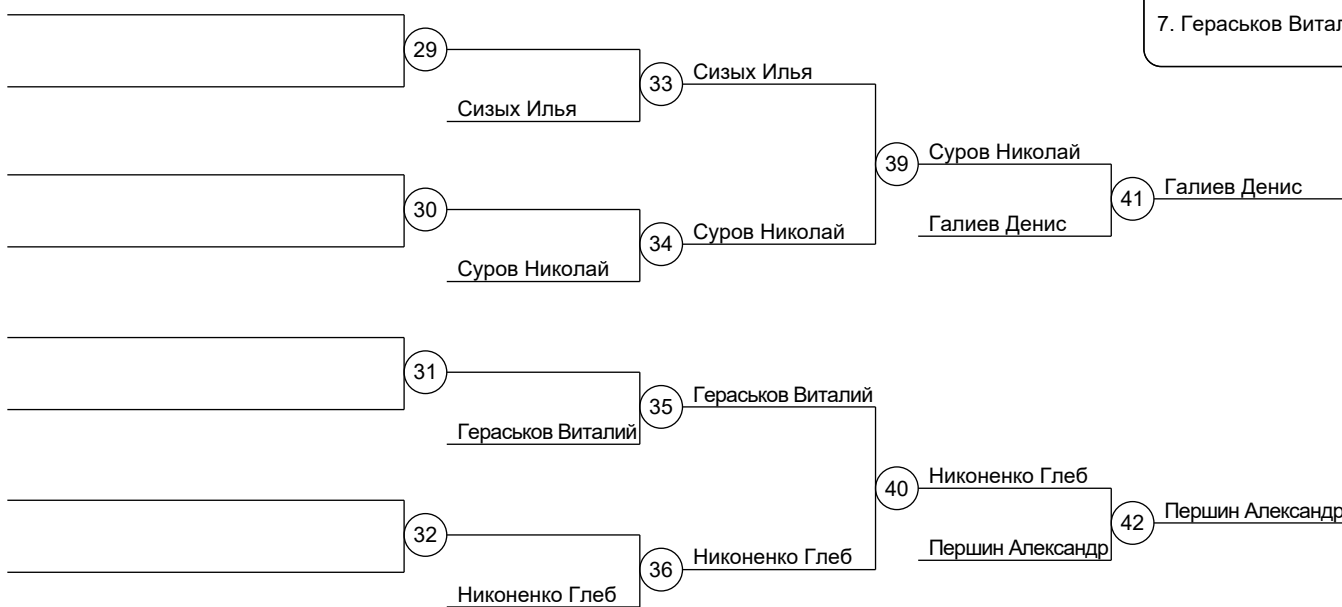 7. Гераськов Витал
29
33
Сизых Илья
Сизых Илья
39
Суров Николай
41
Галиев Денис
30
34
Суров Николай
Галиев Денис
Суров Николай
31
35
Гераськов Виталий
Гераськов Виталий
40
Никоненко Глеб
42
Першин Александр
32
36
Никоненко Глеб
Першин Александр
Никоненко Глеб